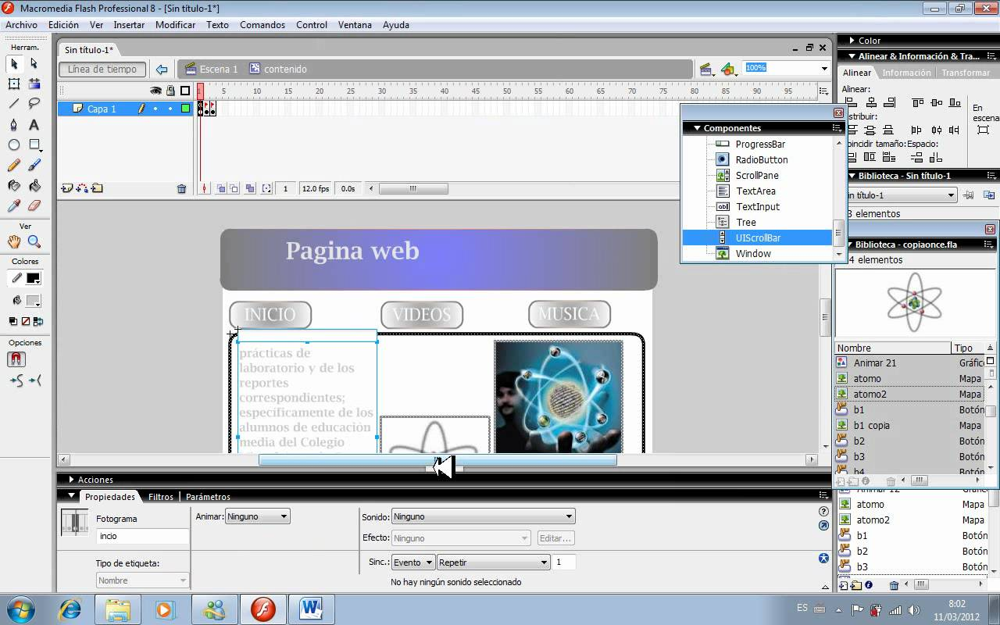 Macromedia Flash Professional 8 - [Sin título-1*]
Archivo Edición Ver Insertar Modificar Texto Comandos Control Ventana Ayuda
Herram.
Sin título-1*
Línea de tiempo
Escena 1
contenido
100%
1 5 10 15 20 25 30 35 40 45 50 55 60 65 70 75 80 85 90 95
Capa 1
1 12.0 fps 0.0s
Ver
Colores
Opciones
Pagina web
INICIO VIDEOS MUSICA
prácticas de
laboratorio y de los
reportes
correspondientes;
específicamente de los
alumnos de educación
media del Colegio
Componentes
ProgressBar
RadioButton
ScrollPane
TextArea
TextInput
Tree
UIScrollBar
Window
Color
Alinear & Información & Tra...
Alinear Información Transformar
Alinear:
En
escena
Espacio:
Biblioteca - Sin título-1
3 elementos
Biblioteca - copiaonce.fla
4 elementos
Nombre Tipo
Animar 21 Gráfic
atomo Mapa
atomo2 Mapa
b1 Botón
b1 copia Mapa
b2 Botón
b3 Botón
b4 Botón
atomo Mapa
atomo2 Mapa
b1 Botón
b2 Botón
b3 Botón
Acciones
Propiedades Filtros Parámetros
Fotograma
incio
Tipo de etiqueta:
Nombre
Animar: Ninguno
Sonido: Ninguno
Efecto: Ninguno Editar...
Sinc.: Evento Repetir 1
No hay ningún sonido seleccionado
ES
8:02
11/03/2012